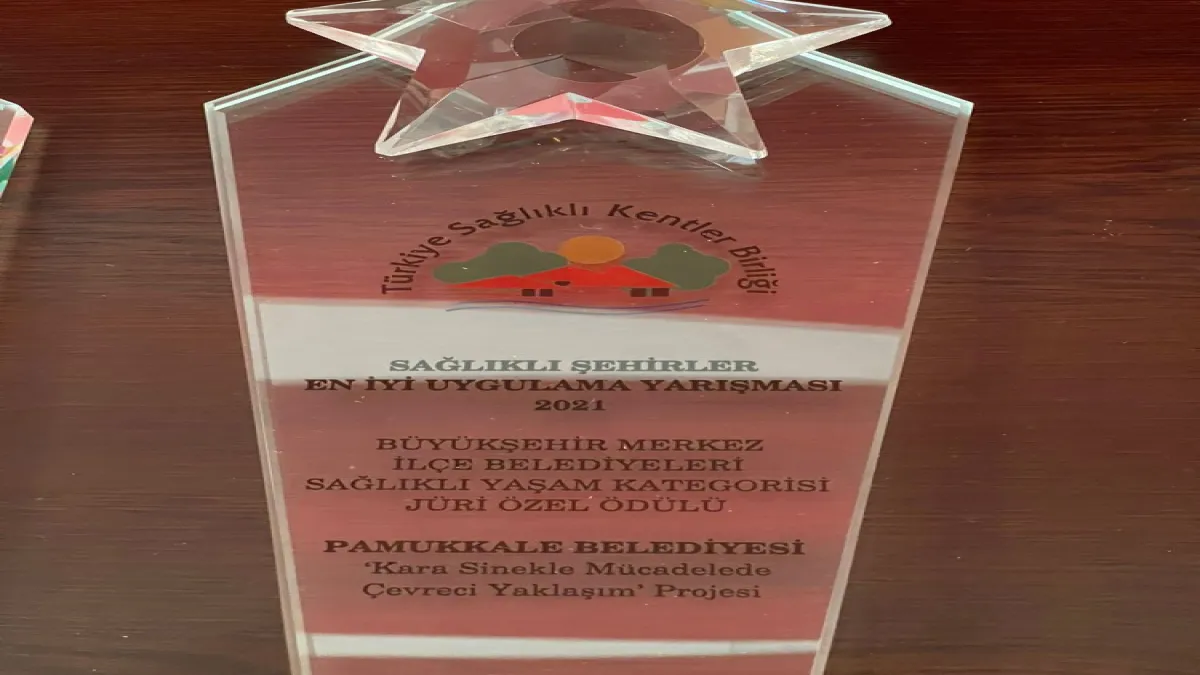 Türkiye Sağlıklı Kentler Birliği
SAĞLIKLI ŞEHİRLER
EN İYİ UYGULAMA YARIŞMASI
2021
BÜYÜKŞEHİR MERKEZ
İLÇE BELEDİYELERİ
SAĞLIKLI YAŞAM KATEGORİSİ
JÜRİ ÖZEL ÖDÜLÜ
PAMUKKALE BELEDİYESİ
‘Kara Sinekle Mücadelede
Çevreci Yaklaşım’ Projesi